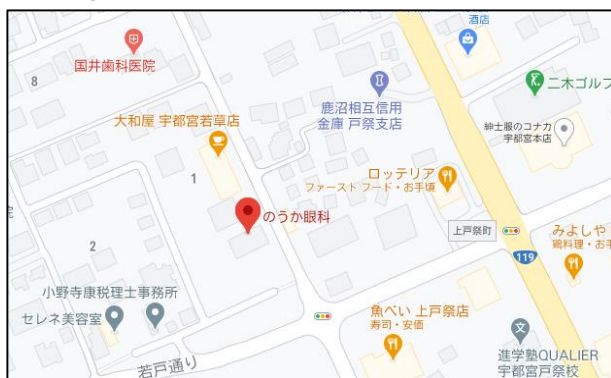 酒店
国井歯科医院
8
二木ゴルフ
鹿沼相互信用
金庫 戸祭支店
大和屋 宇都宮若草店
紳士服のコナカ
宇都宮本店
ロッテリア
ファースト フード・お手頃
1
のうか眼科
上戸祭町
みよしや
鶏料理・お手
2
119
小野寺康税理士事務所
セレネ美容室
魚べい 上戸祭店
寿司・安価
若戸通り
進学塾QUALIER
宇都宮戸祭校